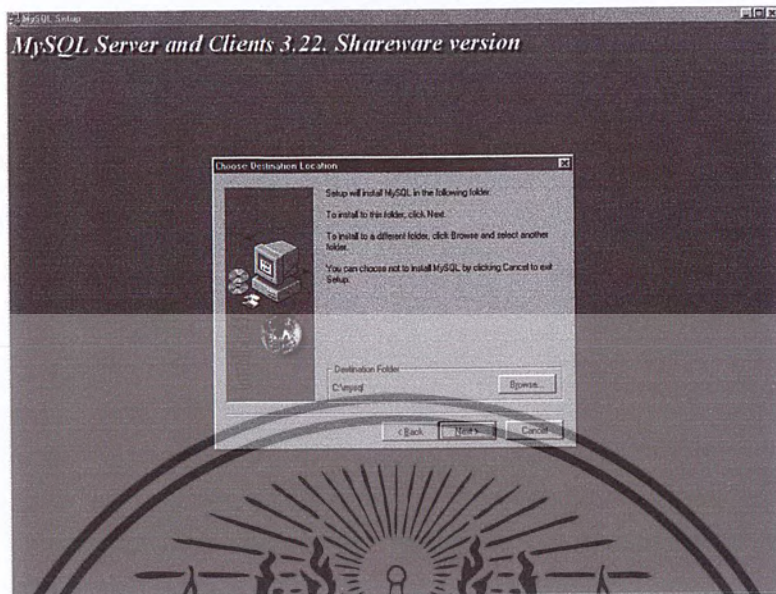 MySQL Setup
MySQL Server and Clients 3.22. Shareware version
Choose Destination Location
Setup will install MySQL in the following folder.
To install to this folder, click Next.
To install to a different folder, click Browse and select another
folder.
You can choose not to install MySQL by clicking Cancel to exit
Setup.
Destination Folder
C:\mysql
Browse...
< Back
Next >
Cancel